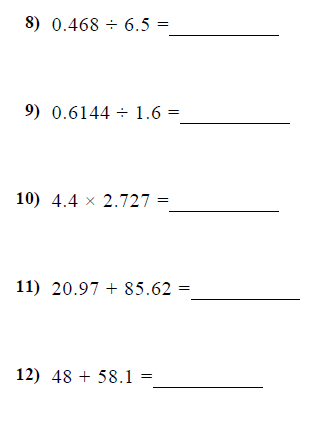 8) 0.468 ÷ 6.5 =___________
9) 0.6144 ÷ 1.6 =___________
10) 4.4 × 2.727 =___________
11) 20.97 + 85.62 =___________
12) 48 + 58.1 =___________